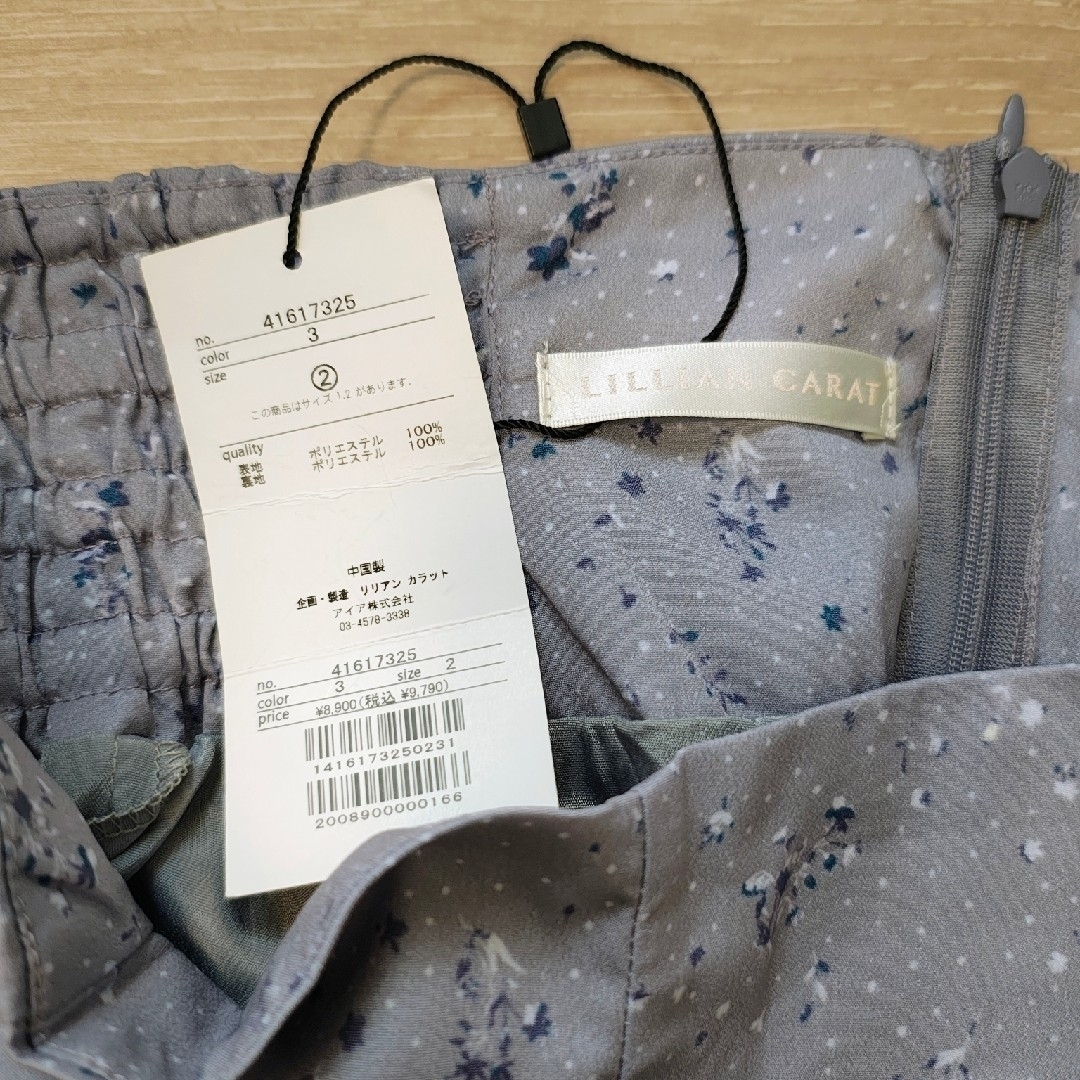 no. 41617325
color 3
size ②
この商品はサイズ 1.2 があります。
quality
表地 ポリエステル 100%
裏地 ポリエステル 100%
中国製
企画・製造 リリアン カラット
アイア株式会社
03-4578-3338
no. 41617325
color 3 size 2
price ¥8,900(税込 ¥9,790)
1416173250231
2008900000166
LILLIAN CARAT